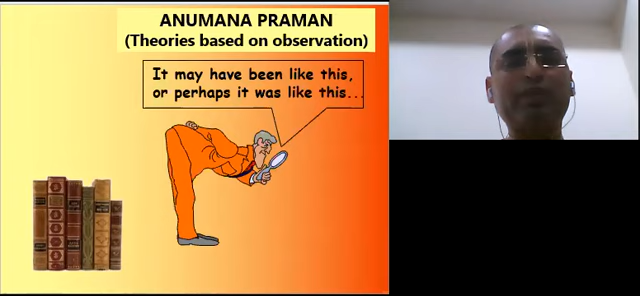 ANUMANA PRAMAN
(Theories based on observation)
It may have been like this,
or perhaps it was like this...